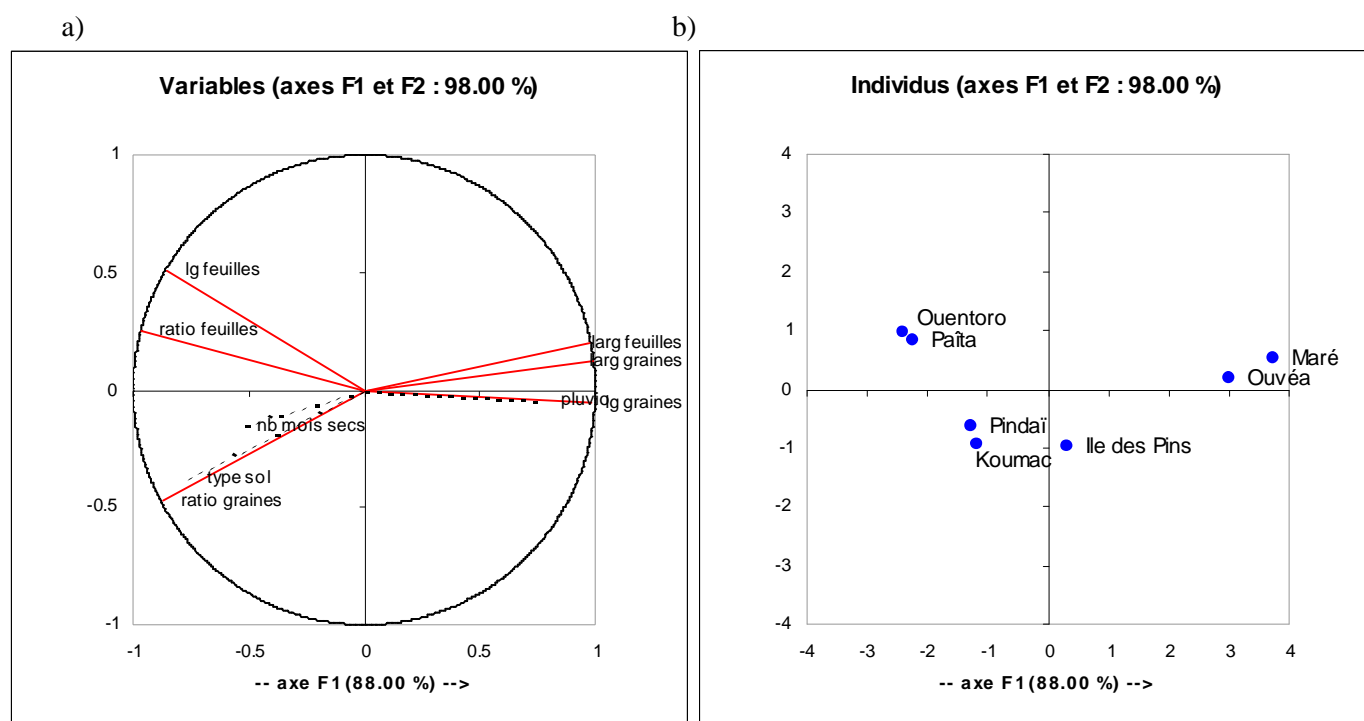 a)
Variables (axes F1 et F2 : 98.00 %)
1
lg feuilles
0.5
ratio feuilles
larg feuilles
larg graines
0
pluvio
lg graines
nb mois secs
type sol
ratio graines
-0.5
-1
-1 -0.5 0 0.5 1
-- axe F1 (88.00 %) -->
b)
Individus (axes F1 et F2 : 98.00 %)
4
3
2
1
Ouentoro
Païta
Maré
Ouvéa
0
Pindaï
Koumac
Ile des Pins
-1
-2
-3
-4
-4 -3 -2 -1 0 1 2 3 4
-- axe F1 (88.00 %) -->